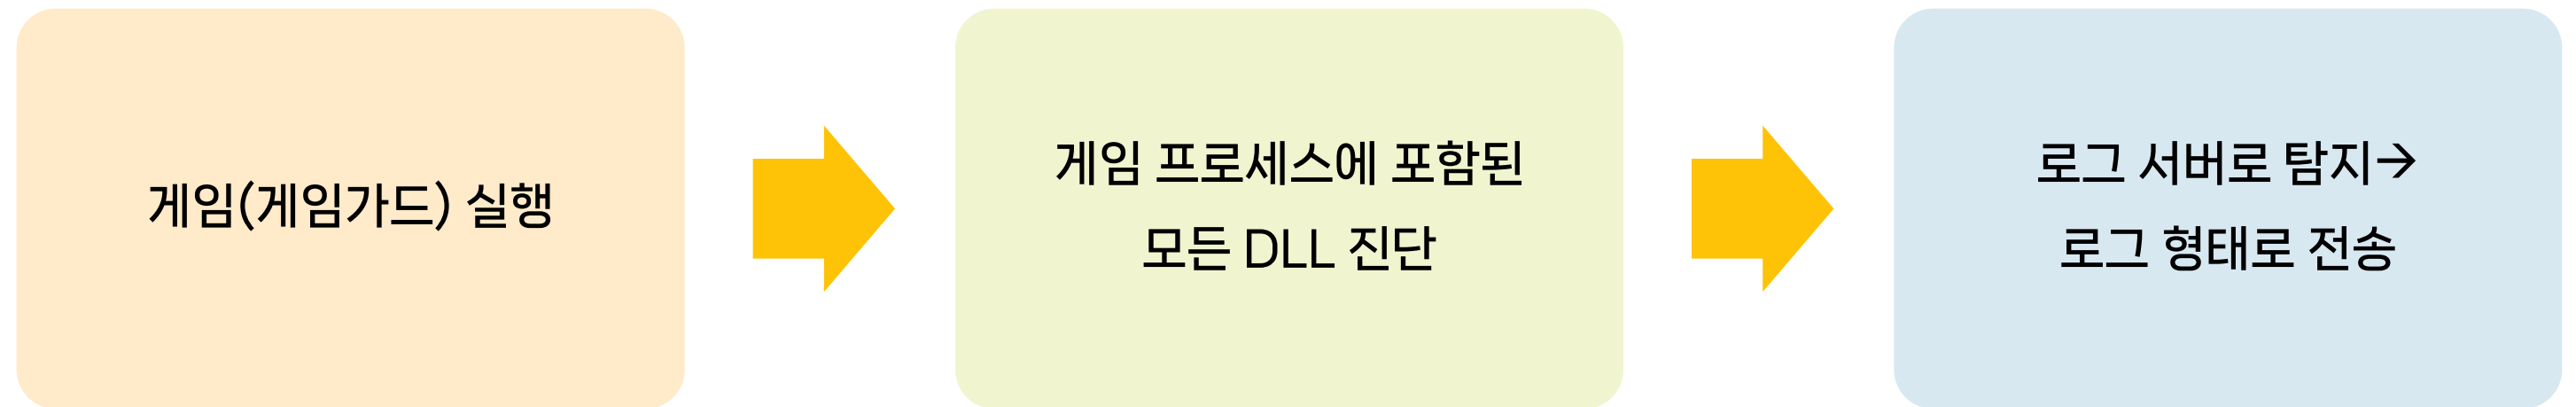 게임(게임가드) 실행
게임 프로세스에 포함된
모든 DLL 진단
로그 서버로 탐지→
로그 형태로 전송